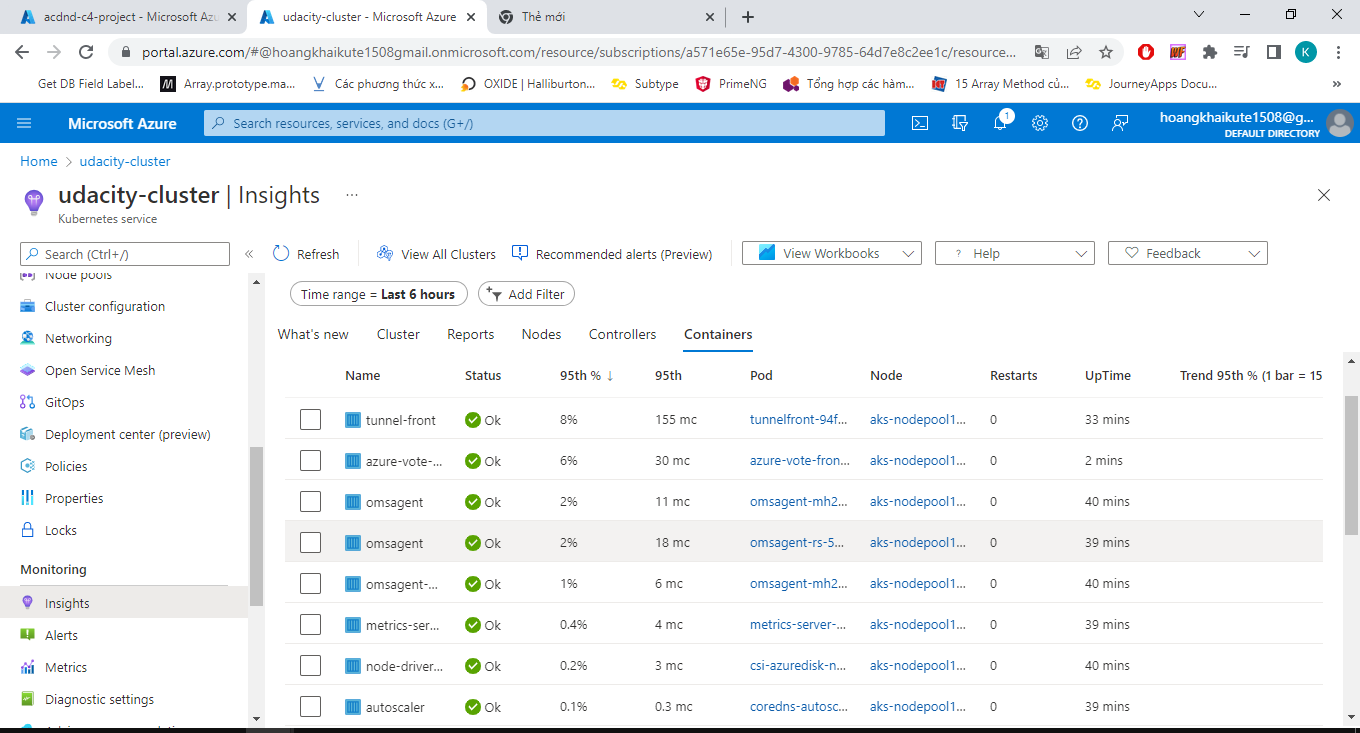 acdnd-c4-project - Microsoft Azu
udacity-cluster - Microsoft Azure
Thẻ mới
portal.azure.com/#@hoangkhaikute1508gmail.onmicrosoft.com/resource/subscriptions/a571e65e-95d7-4300-9785-64d7e8c2ee1c/resource...
K
Get DB Field Label...
Array.prototype.ma...
Các phương thức x...
OXIDE | Halliburton...
Subtype
PrimeNG
Tổng hợp các hàm...
15 Array Method củ...
JourneyApps Docu...
»
Microsoft Azure
Search resources, services, and docs (G+/)
1
hoangkhaikute1508@g...
DEFAULT DIRECTORY
Home > udacity-cluster
udacity-cluster | Insights ...
Kubernetes service
Search (Ctrl+/)
«
Refresh
View All Clusters
Recommended alerts (Preview)
View Workbooks
? Help
Feedback
Node pools
Cluster configuration
Networking
Open Service Mesh
GitOps
Deployment center (preview)
Policies
Properties
Locks
Monitoring
Insights
Alerts
Metrics
Diagnostic settings
Time range = Last 6 hours
Add Filter
What's new Cluster Reports Nodes Controllers Containers
Name Status 95th % ↓ 95th Pod Node Restarts UpTime Trend 95th % (1 bar = 15
tunnel-front Ok 8% 155 mc tunnelfront-94f... aks-nodepool1... 0 33 mins
azure-vote-... Ok 6% 30 mc azure-vote-fron... aks-nodepool1... 0 2 mins
omsagent Ok 2% 11 mc omsagent-mh2... aks-nodepool1... 0 40 mins
omsagent Ok 2% 18 mc omsagent-rs-5... aks-nodepool1... 0 39 mins
omsagent-... Ok 1% 6 mc omsagent-mh2... aks-nodepool1... 0 40 mins
metrics-ser... Ok 0.4% 4 mc metrics-server-... aks-nodepool1... 0 39 mins
node-driver... Ok 0.2% 3 mc csi-azuredisk-n... aks-nodepool1... 0 40 mins
autoscaler Ok 0.1% 0.3 mc coredns-autosc... aks-nodepool1... 0 39 mins